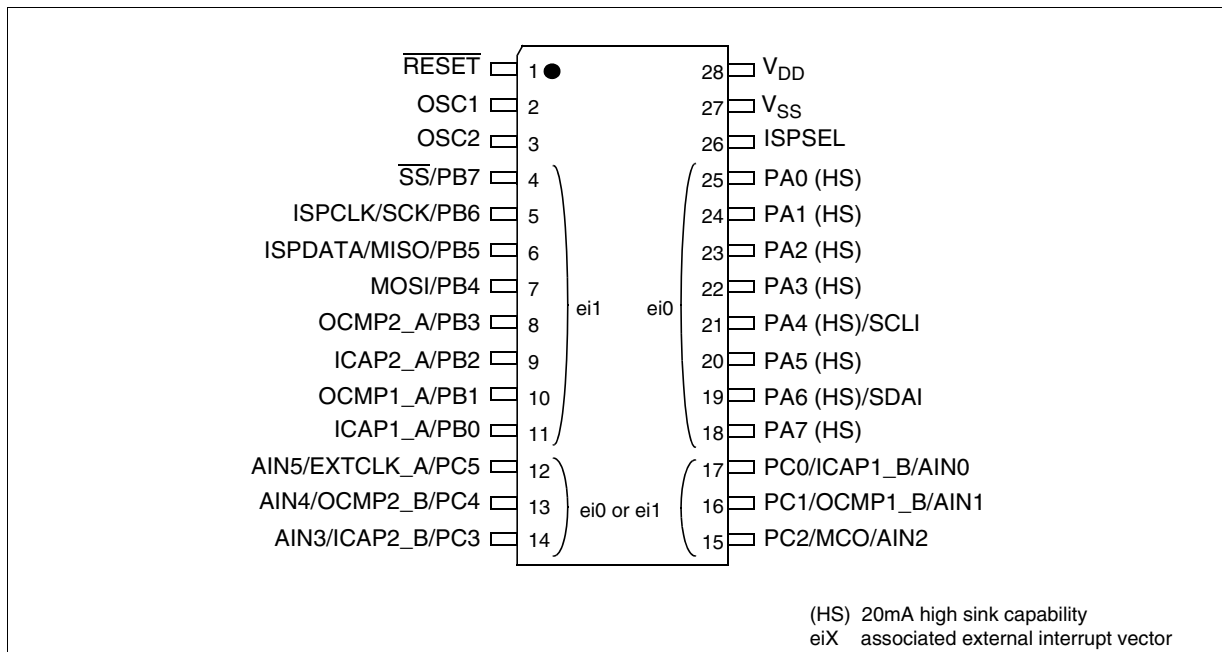 RESET 1 28 VDD
OSC1 2 27 VSS
OSC2 3 26 ISPSEL
SS/PB7 4 25 PA0 (HS)
ISPCLK/SCK/PB6 5 24 PA1 (HS)
ISPDATA/MISO/PB5 6 23 PA2 (HS)
MOSI/PB4 7 22 PA3 (HS)
ei1 ei0
OCMP2_A/PB3 8 21 PA4 (HS)/SCLI
ICAP2_A/PB2 9 20 PA5 (HS)
OCMP1_A/PB1 10 19 PA6 (HS)/SDAI
ICAP1_A/PB0 11 18 PA7 (HS)
AIN5/EXTCLK_A/PC5 12 17 PC0/ICAP1_B/AIN0
AIN4/OCMP2_B/PC4 13 ei0 or ei1 16 PC1/OCMP1_B/AIN1
AIN3/ICAP2_B/PC3 14 15 PC2/MCO/AIN2
(HS) 20mA high sink capability
eiX associated external interrupt vector